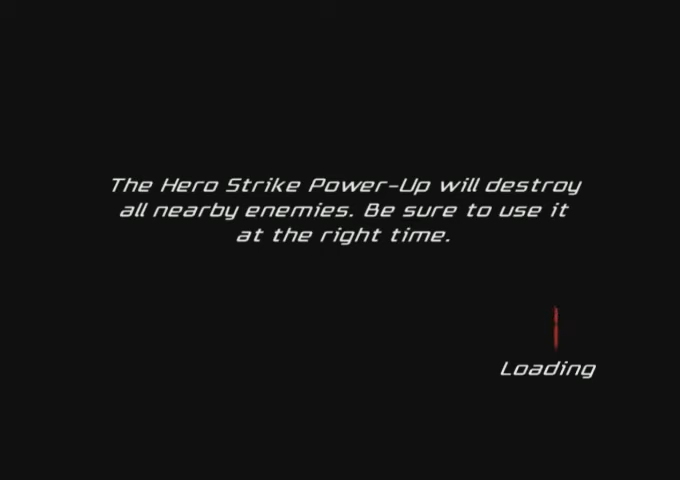 The Hero Strike Power-Up will destroy
all nearby enemies. Be sure to use it
at the right time.
Loading